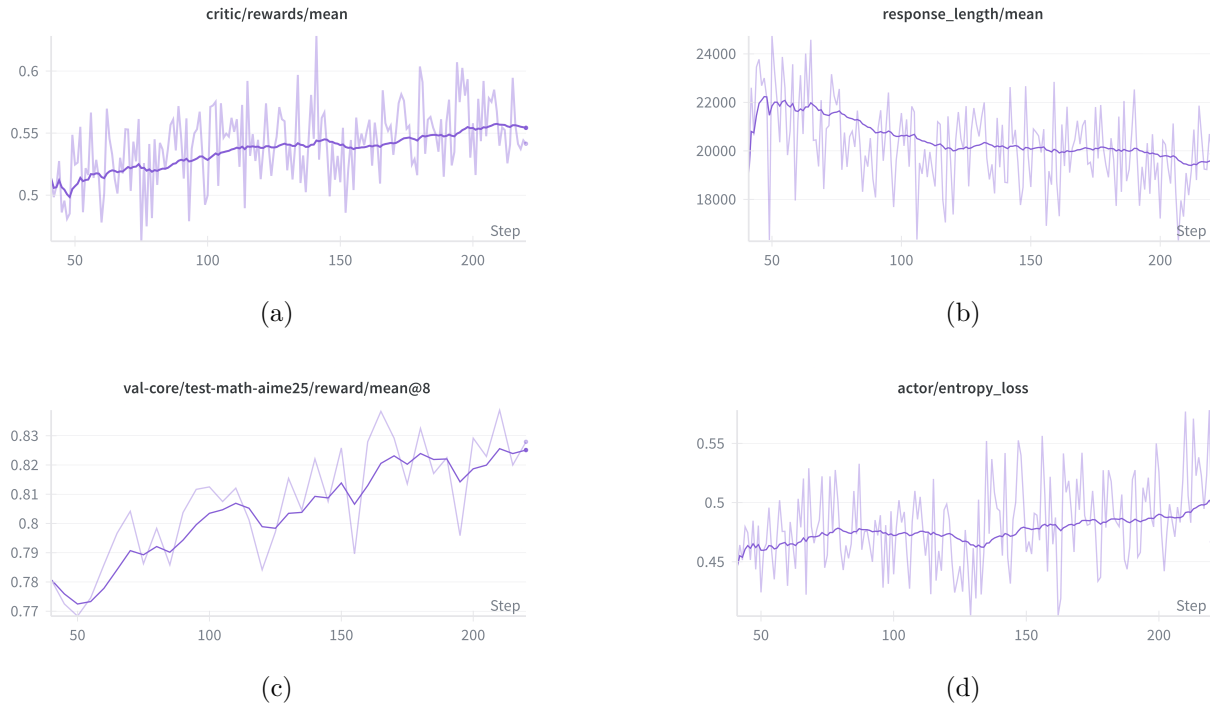 critic/rewards/mean
0.6
0.55
0.5
Step
50 100 150 200
(a)
response_length/mean
24000
22000
20000
18000
Step
50 100 150 200
(b)
val-core/test-math-aime25/reward/mean@8
0.83
0.82
0.81
0.8
0.79
0.78
0.77
Step
50 100 150 200
(c)
actor/entropy_loss
0.55
0.5
0.45
Step
50 100 150 200
(d)